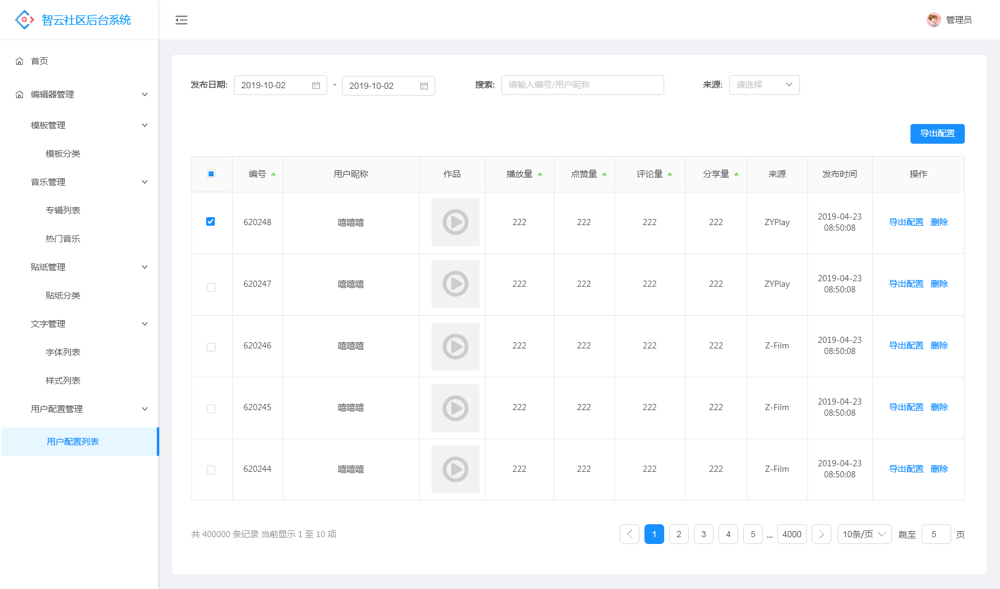 智云社区后台系统
管理员
首页
编辑器管理
模板管理
模板分类
音乐管理
专辑列表
热门音乐
贴纸管理
贴纸分类
文字管理
字体列表
样式列表
用户配置管理
用户配置列表
发布日期: 2019-10-02 - 2019-10-02 搜索: 请输入编号/用户昵称 来源: 请选择
导出配置
编号 用户昵称 作品 播放量 点赞量 评论量 分享量 来源 发布时间 操作
620248 嘻嘻嘻 222 222 222 222 ZYPlay 2019-04-23 08:50:08 导出配置 删除
620247 嘻嘻嘻 222 222 222 222 ZYPlay 2019-04-23 08:50:08 导出配置 删除
620246 嘻嘻嘻 222 222 222 222 Z-Film 2019-04-23 08:50:08 导出配置 删除
620245 嘻嘻嘻 222 222 222 222 Z-Film 2019-04-23 08:50:08 导出配置 删除
620244 嘻嘻嘻 222 222 222 222 Z-Film 2019-04-23 08:50:08 导出配置 删除
共 400000 条记录 当前显示 1 至 10 项 1 2 3 4 5 ... 4000 10条/页 跳至 5 页